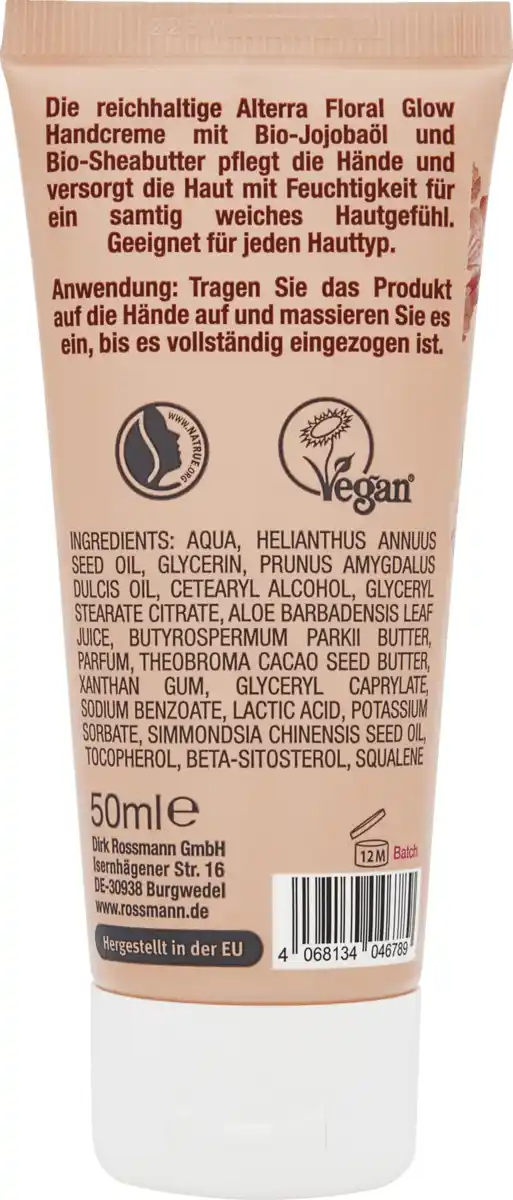 Die reichhaltige Alterra Floral Glow
Handcreme mit Bio-Jojobaöl und
Bio-Sheabutter pflegt die Hände und
versorgt die Haut mit Feuchtigkeit für
ein samtig weiches Hautgefühl.
Geeignet für jeden Hauttyp.
Anwendung: Tragen Sie das Produkt
auf die Hände auf und massieren Sie es
ein, bis es vollständig eingezogen ist.
WWW.NATRUE.ORG
Vegan®
INGREDIENTS: AQUA, HELIANTHUS ANNUUS
SEED OIL, GLYCERIN, PRUNUS AMYGDALUS
DULCIS OIL, CETEARYL ALCOHOL, GLYCERYL
STEARATE CITRATE, ALOE BARBADENSIS LEAF
JUICE, BUTYROSPERMUM PARKII BUTTER,
PARFUM, THEOBROMA CACAO SEED BUTTER,
XANTHAN GUM, GLYCERYL CAPRYLATE,
SODIUM BENZOATE, LACTIC ACID, POTASSIUM
SORBATE, SIMMONDSIA CHINENSIS SEED OIL,
TOCOPHEROL, BETA-SITOSTEROL, SQUALENE
50ml℮
Dirk Rossmann GmbH
Isernhägener Str. 16
DE-30938 Burgwedel
www.rossmann.de
Hergestellt in der EU
12M Batch
4 068134 046789